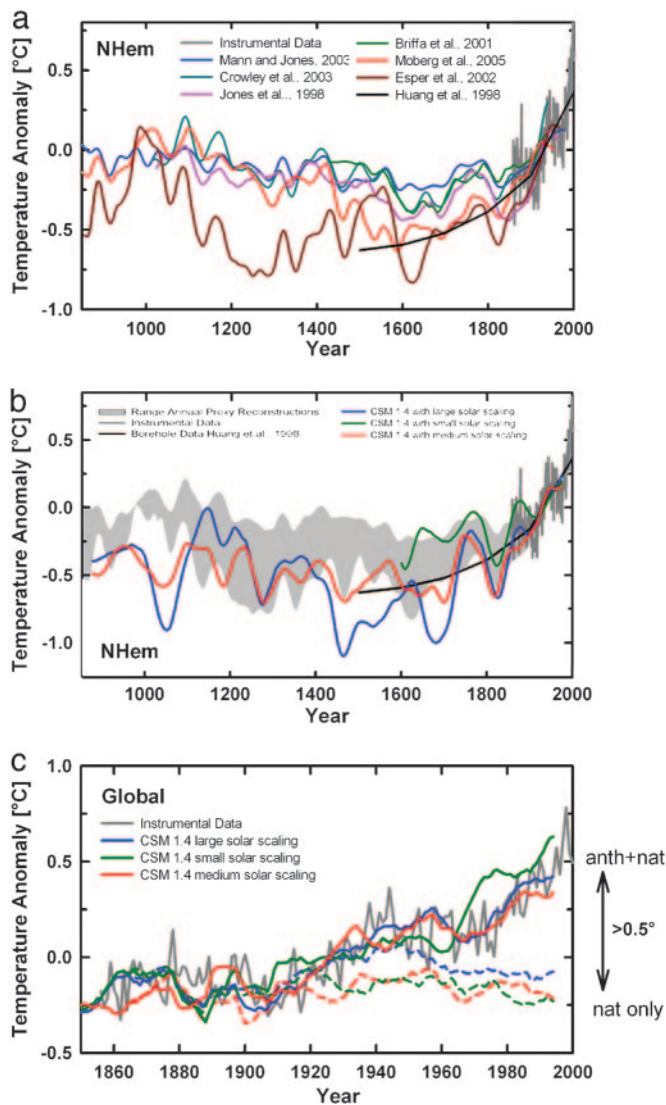 a
NHem
Instrumental Data
Mann and Jones, 2003
Crowley et al., 2003
Jones et al., 1998
Briffa et al., 2001
Moberg et al., 2005
Esper et al., 2002
Huang et al., 1998
Temperature Anomaly [°C]
0.5
0.0
-0.5
-1.0
1000 1200 1400 1600 1800 2000
Year
b
Range Annual Proxy Reconstructions
Instrumental Data
Borehole Data Huang et al., 1998
CSM 1.4 with large solar scaling
CSM 1.4 with small solar scaling
CSM 1.4 with medium solar scaling
Temperature Anomaly [°C]
0.5
0.0
-0.5
-1.0
NHem
1000 1200 1400 1600 1800 2000
Year
c
Global
Instrumental Data
CSM 1.4 large solar scaling
CSM 1.4 small solar scaling
CSM 1.4 medium solar scaling
Temperature Anomaly [°C]
1.0
0.5
0.0
-0.5
anth+nat
>0.5°
nat only
1860 1880 1900 1920 1940 1960 1980 2000
Year